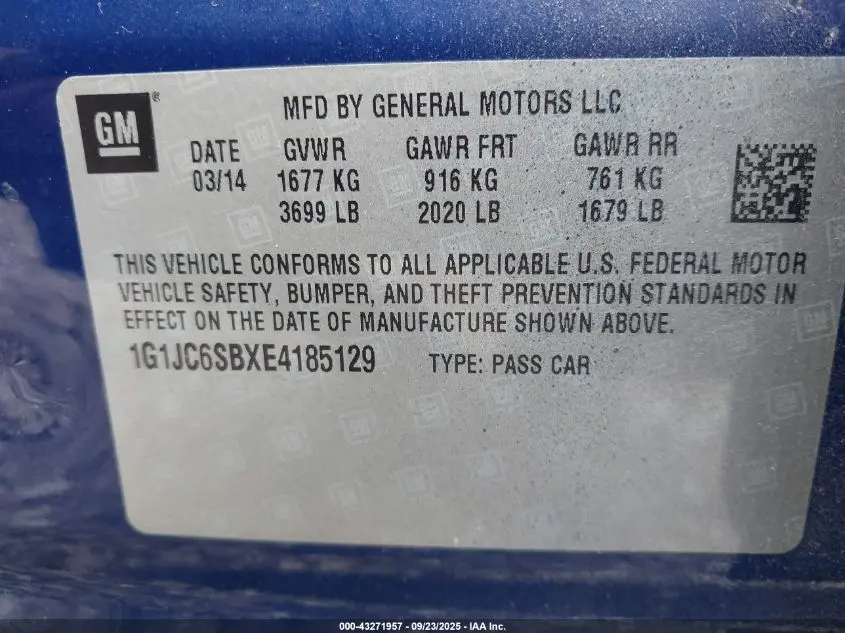 GM®
MFD BY GENERAL MOTORS LLC
DATE GVWR GAWR FRT GAWR RR
03/14 1677 KG 916 KG 761 KG
3699 LB 2020 LB 1679 LB
THIS VEHICLE CONFORMS TO ALL APPLICABLE U.S. FEDERAL MOTOR
VEHICLE SAFETY, BUMPER, AND THEFT PREVENTION STANDARDS IN
EFFECT ON THE DATE OF MANUFACTURE SHOWN ABOVE.
1G1JC6SBXE4185129 TYPE: PASS CAR
000-43271957 - 09/23/2025 - IAA Inc.